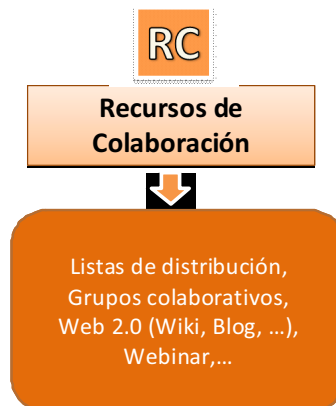 RC
Recursos de
Colaboración
Listas de distribución,
Grupos colaborativos,
Web 2.0 (Wiki, Blog, ...),
Webinar,...